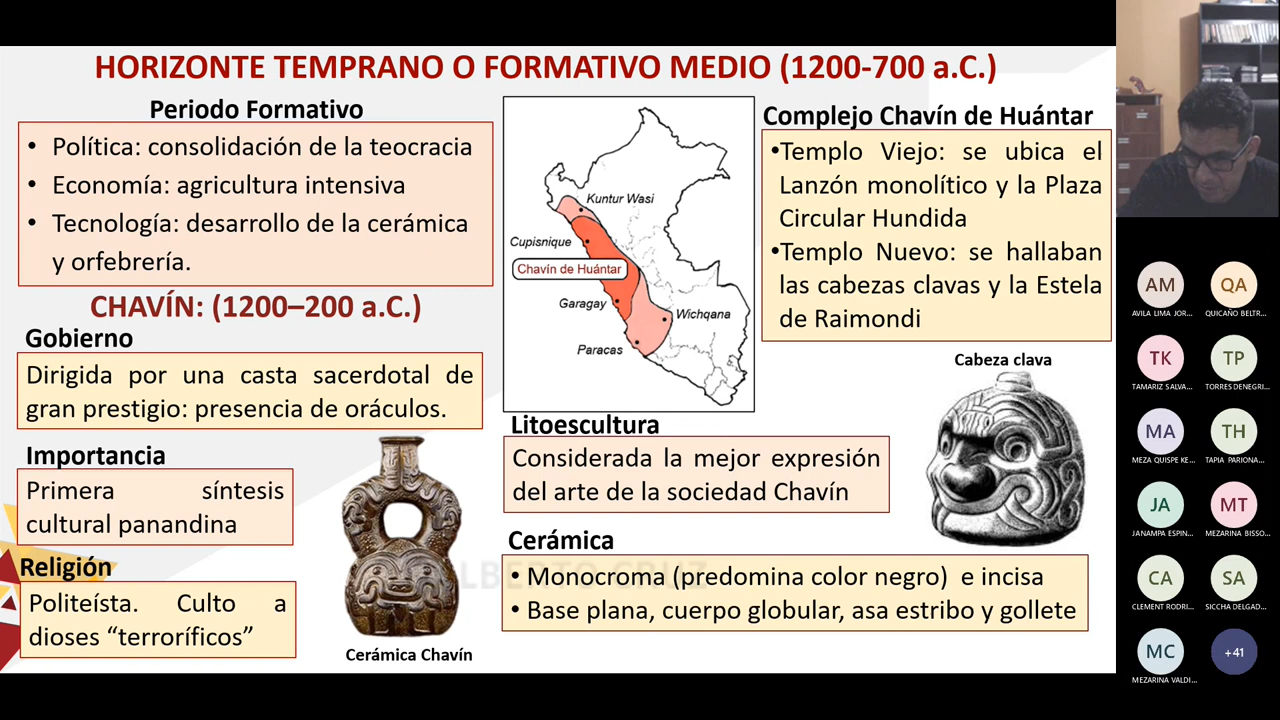 HORIZONTE TEMPRANO O FORMATIVO MEDIO (1200-700 a.C.)
Periodo Formativo
• Política: consolidación de la teocracia
• Economía: agricultura intensiva
• Tecnología: desarrollo de la cerámica
y orfebrería.
CHAVÍN: (1200–200 a.C.)
Gobierno
Dirigida por una casta sacerdotal de
gran prestigio: presencia de oráculos.
Importancia
Primera síntesis
cultural panandina
Religión
Politeísta. Culto a
dioses “terroríficos”
Cerámica Chavín
Kuntur Wasi
Cupisnique
Chavín de Huántar
Garagay
Wichqana
Paracas
Litoescultura
Considerada la mejor expresión
del arte de la sociedad Chavín
Cerámica
• Monocroma (predomina color negro) e incisa
• Base plana, cuerpo globular, asa estribo y gollete
Complejo Chavín de Huántar
•Templo Viejo: se ubica el
Lanzón monolítico y la Plaza
Circular Hundida
•Templo Nuevo: se hallaban
las cabezas clavas y la Estela
de Raimondi
Cabeza clava
AM
AVILA LIMA JOR...
QA
QUICAÑO BELTR...
TK
TAMARIZ SALVA...
TP
TORRES DENEGRI...
MA
MEZA QUISPE KE...
TH
TAPIA PARIONA...
JA
JANAMPA ESPIN...
MT
MEZARINA BISSO...
CA
CLEMENT RODRI...
SA
SICCHA DELGAD...
MC
MEZARINA VALDI...
+41